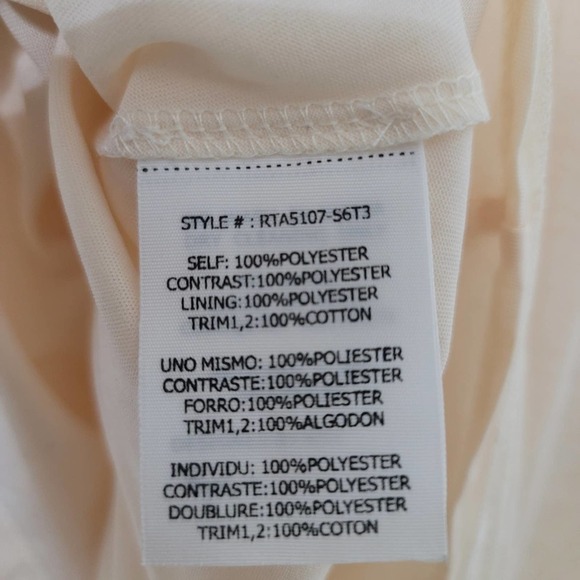 STYLE # : RTA5107-S6T3
SELF: 100%POLYESTER
CONTRAST:100%POLYESTER
LINING: 100%POLYESTER
TRIM1,2:100%COTTON
UNO MISMO: 100%POLIESTER
CONTRASTE: 100%POLIESTER
FORRO:100%POLIESTER
TRIM1,2:100%ALGODON
INDIVIDU: 100%POLYESTER
CONTRASTE:100%POLYESTER
DOUBLURE: 100%POLYESTER
TRIM1,2:100%COTON